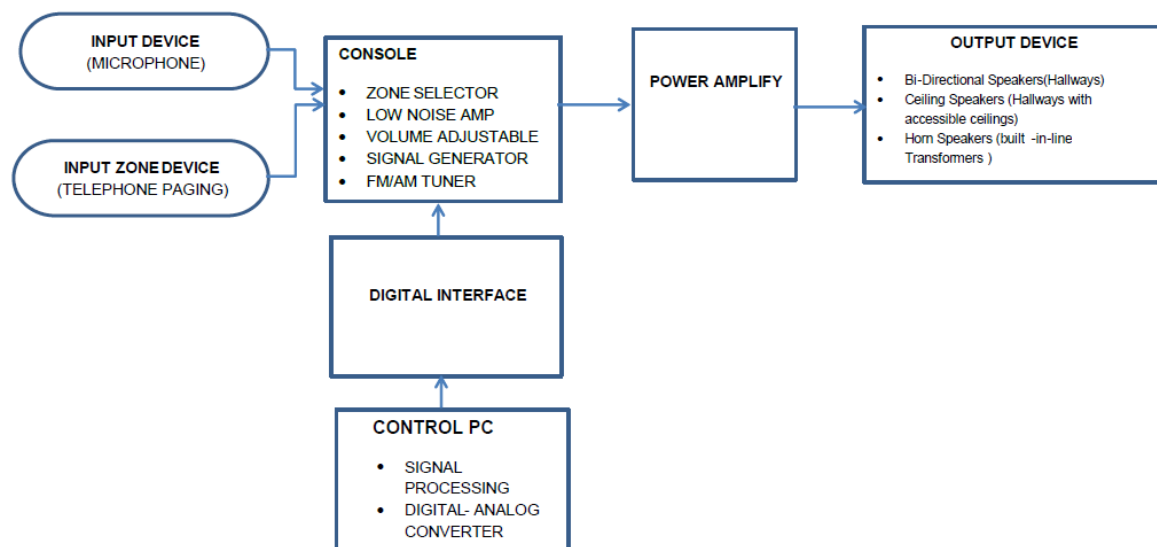 INPUT DEVICE
(MICROPHONE)
INPUT ZONE DEVICE
(TELEPHONE PAGING)
CONSOLE
• ZONE SELECTOR
• LOW NOISE AMP
• VOLUME ADJUSTABLE
• SIGNAL GENERATOR
• FM/AM TUNER
POWER AMPLIFY
OUTPUT DEVICE
• Bi-Directional Speakers(Hallways)
• Ceiling Speakers (Hallways with
accessible ceilings)
• Horn Speakers (built -in-line
Transformers )
DIGITAL INTERFACE
CONTROL PC
• SIGNAL
PROCESSING
• DIGITAL- ANALOG
CONVERTER